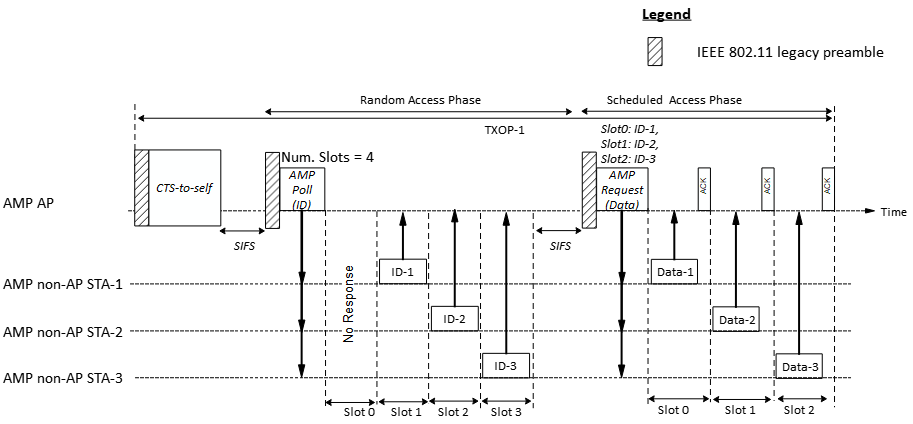 Legend
IEEE 802.11 legacy preamble
Random Access Phase
Scheduled Access Phase
TXOP-1
Slot0: ID-1,
Slot1: ID-2,
Slot2: ID-3
Num. Slots = 4
CTS-to-self
AMP
Poll
(ID)
AMP
Request
(Data)
ACK
ACK
ACK
AMP AP
Time
SIFS
SIFS
ID-1
Data-1
AMP non-AP STA-1
No Response
ID-2
Data-2
AMP non-AP STA-2
ID-3
Data-3
AMP non-AP STA-3
Slot 0
Slot 1
Slot 2
Slot 3
Slot 0
Slot 1
Slot 2